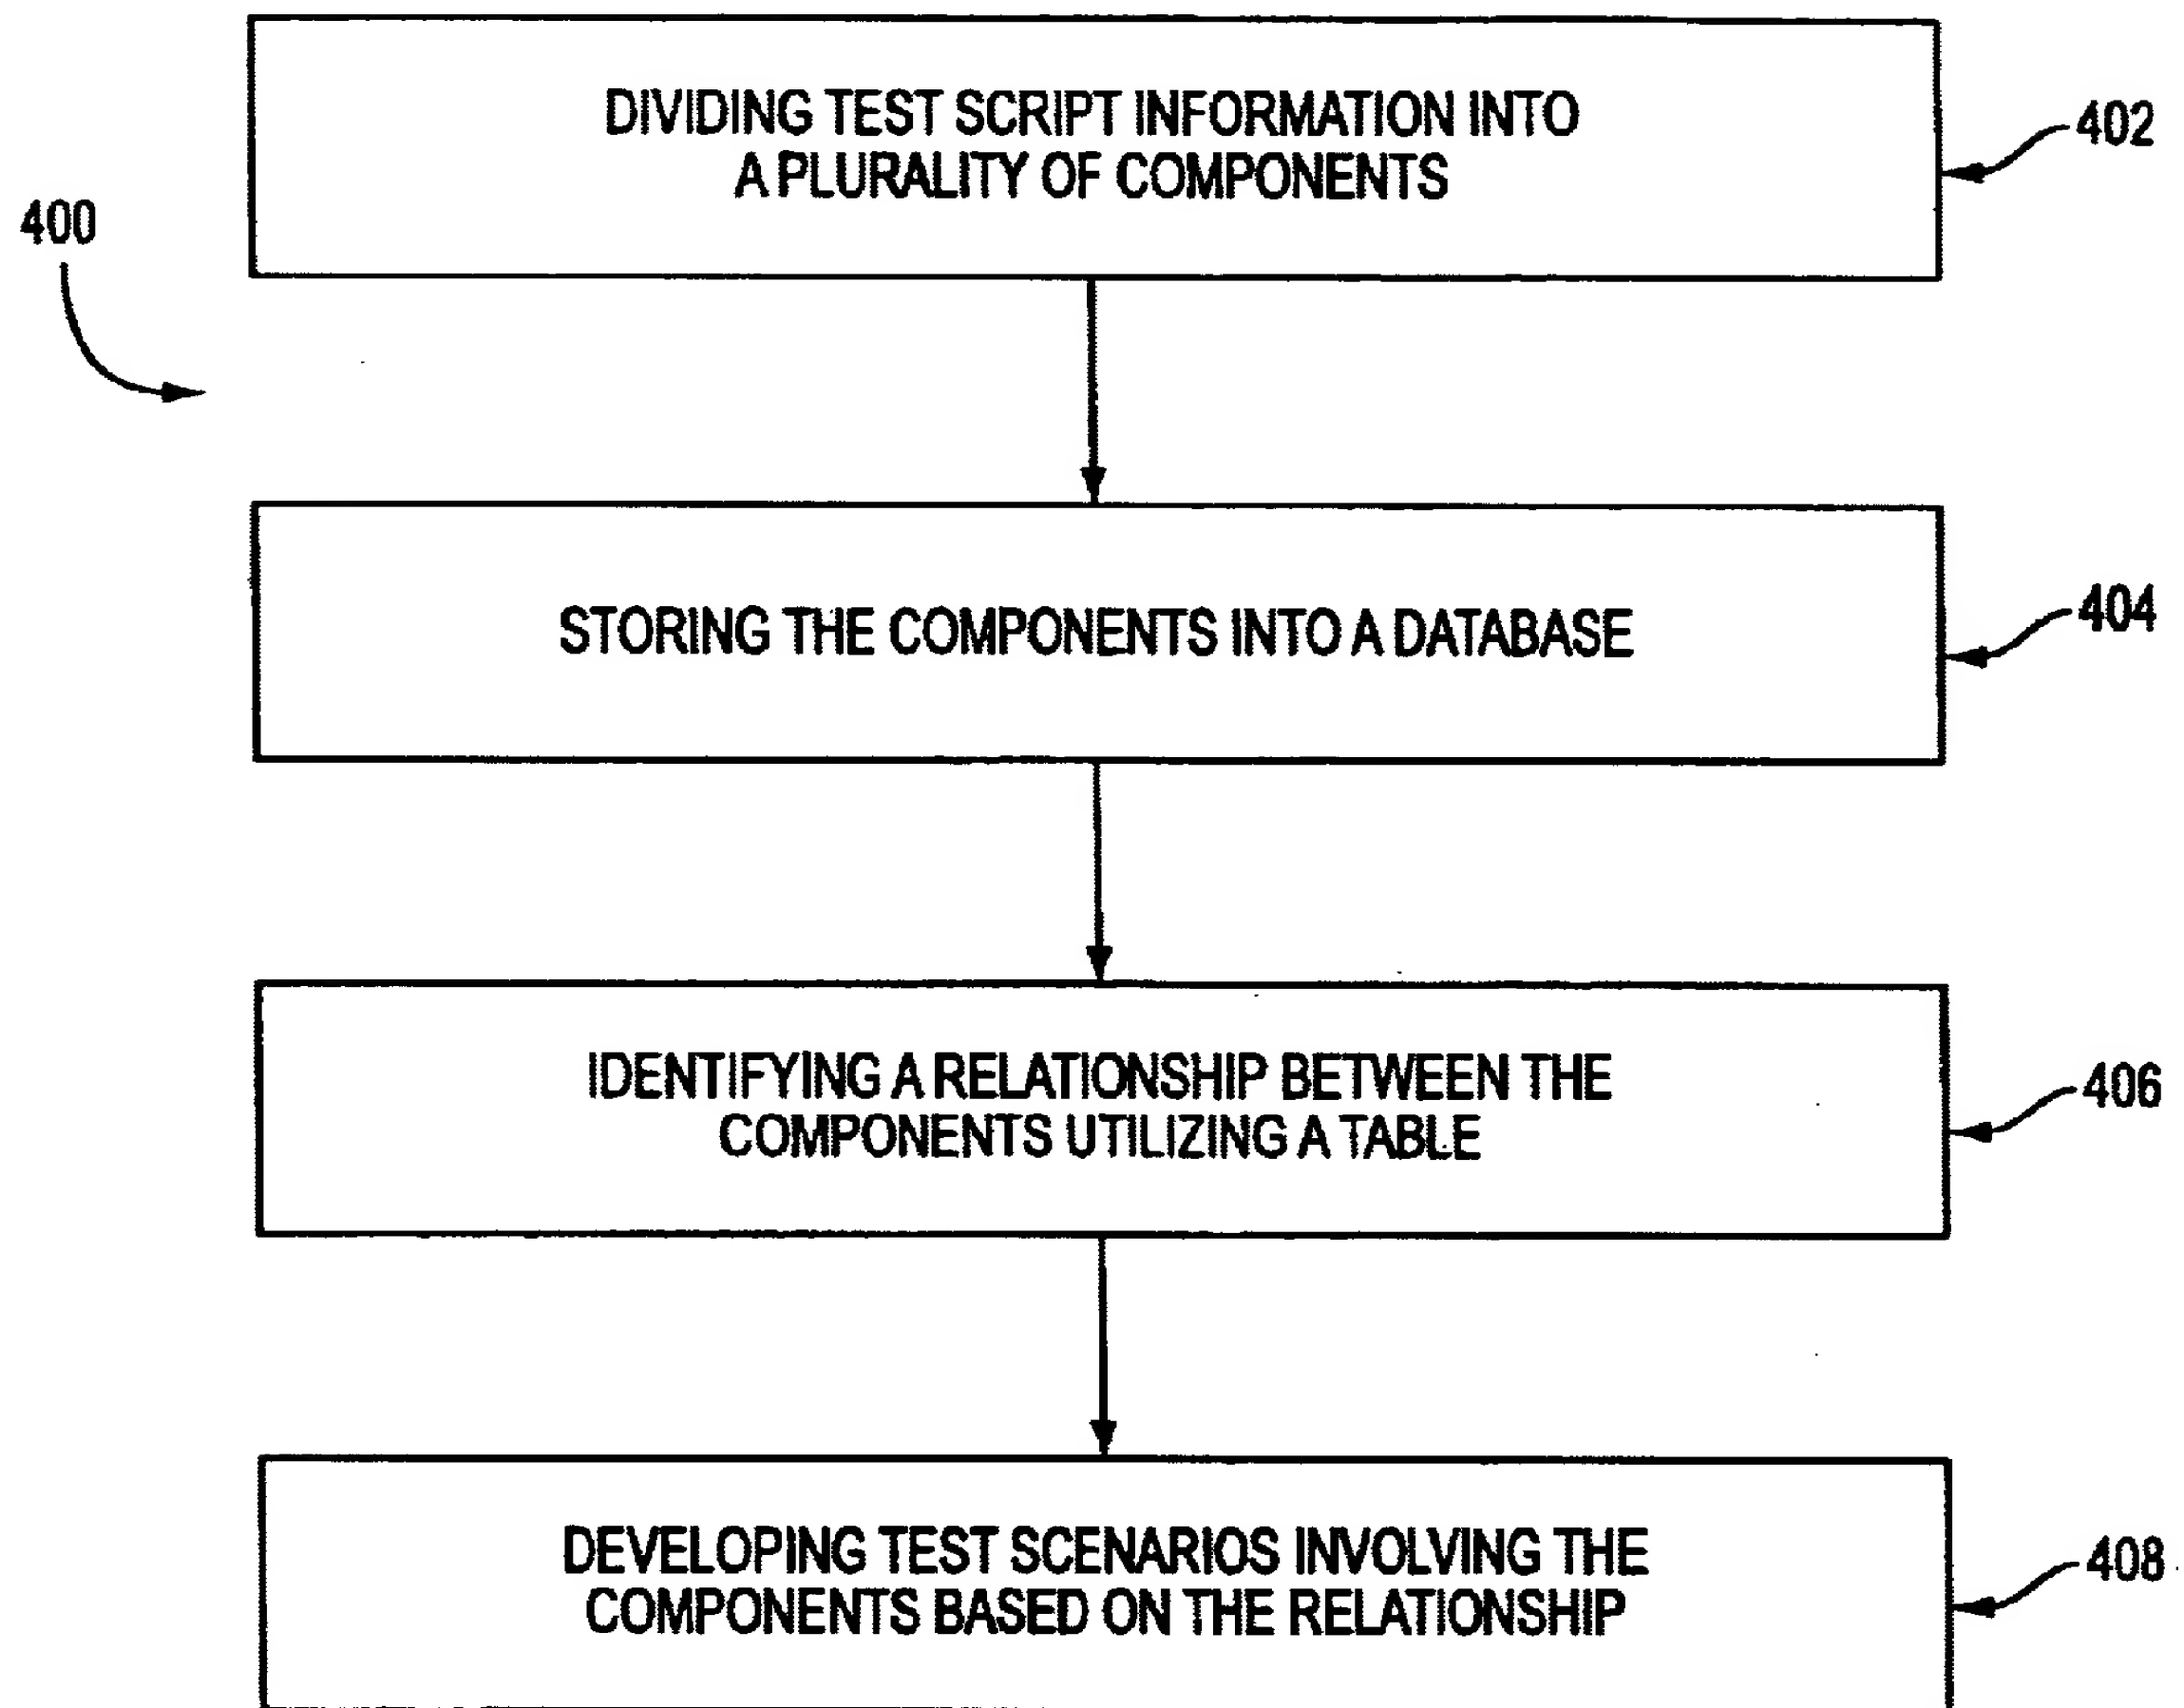 DIVIDING TEST SCRIPT INFORMATION INTO
A PLURALITY OF COMPONENTS
402
400
STORING THE COMPONENTS INTO A DATABASE
404
IDENTIFYING A RELATIONSHIP BETWEEN THE
COMPONENTS UTILIZING A TABLE
406
DEVELOPING TEST SCENARIOS INVOLVING THE
COMPONENTS BASED ON THE RELATIONSHIP
408